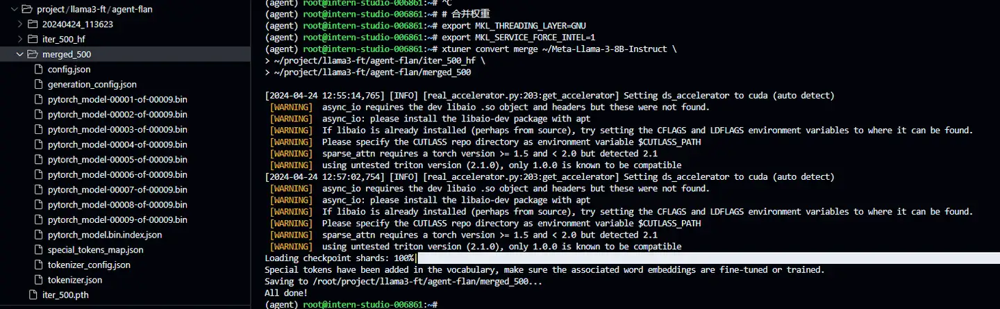 project/llama3-ft/agent-flan
20240424_113623
iter_500_hf
merged_500
config.json
generation_config.json
pytorch_model-00001-of-00009.bin
pytorch_model-00002-of-00009.bin
pytorch_model-00003-of-00009.bin
pytorch_model-00004-of-00009.bin
pytorch_model-00005-of-00009.bin
pytorch_model-00006-of-00009.bin
pytorch_model-00007-of-00009.bin
pytorch_model-00008-of-00009.bin
pytorch_model-00009-of-00009.bin
pytorch_model.bin.index.json
special_tokens_map.json
tokenizer_config.json
tokenizer.json
iter_500.pth
(agent) root@intern-studio-006861:~# ^C
(agent) root@intern-studio-006861:~# # 合并权重
(agent) root@intern-studio-006861:~# export MKL_THREADING_LAYER=GNU
(agent) root@intern-studio-006861:~# export MKL_SERVICE_FORCE_INTEL=1
(agent) root@intern-studio-006861:~# xtuner convert merge ~/Meta-Llama-3-8B-Instruct \
> ~/project/llama3-ft/agent-flan/iter_500_hf \
> ~/project/llama3-ft/agent-flan/merged_500
[2024-04-24 12:55:14,765] [INFO] [real_accelerator.py:203:get_accelerator] Setting ds_accelerator to cuda (auto detect)
[WARNING] async_io requires the dev libaio .so object and headers but these were not found.
[WARNING] async_io: please install the libaio-dev package with apt
[WARNING] If libaio is already installed (perhaps from source), try setting the CFLAGS and LDFLAGS environment variables to where it can be found.
[WARNING] Please specify the CUTLASS repo directory as environment variable $CUTLASS_PATH
[WARNING] sparse_attn requires a torch version >= 1.5 and < 2.0 but detected 2.1
[WARNING] using untested triton version (2.1.0), only 1.0.0 is known to be compatible
[2024-04-24 12:57:02,754] [INFO] [real_accelerator.py:203:get_accelerator] Setting ds_accelerator to cuda (auto detect)
[WARNING] async_io requires the dev libaio .so object and headers but these were not found.
[WARNING] async_io: please install the libaio-dev package with apt
[WARNING] If libaio is already installed (perhaps from source), try setting the CFLAGS and LDFLAGS environment variables to where it can be found.
[WARNING] Please specify the CUTLASS repo directory as environment variable $CUTLASS_PATH
[WARNING] sparse_attn requires a torch version >= 1.5 and < 2.0 but detected 2.1
[WARNING] using untested triton version (2.1.0), only 1.0.0 is known to be compatible
Loading checkpoint shards: 100%|
Special tokens have been added in the vocabulary, make sure the associated word embeddings are fine-tuned or trained.
Saving to /root/project/llama3-ft/agent-flan/merged_500...
All done!
(agent) root@intern-studio-006861:~#